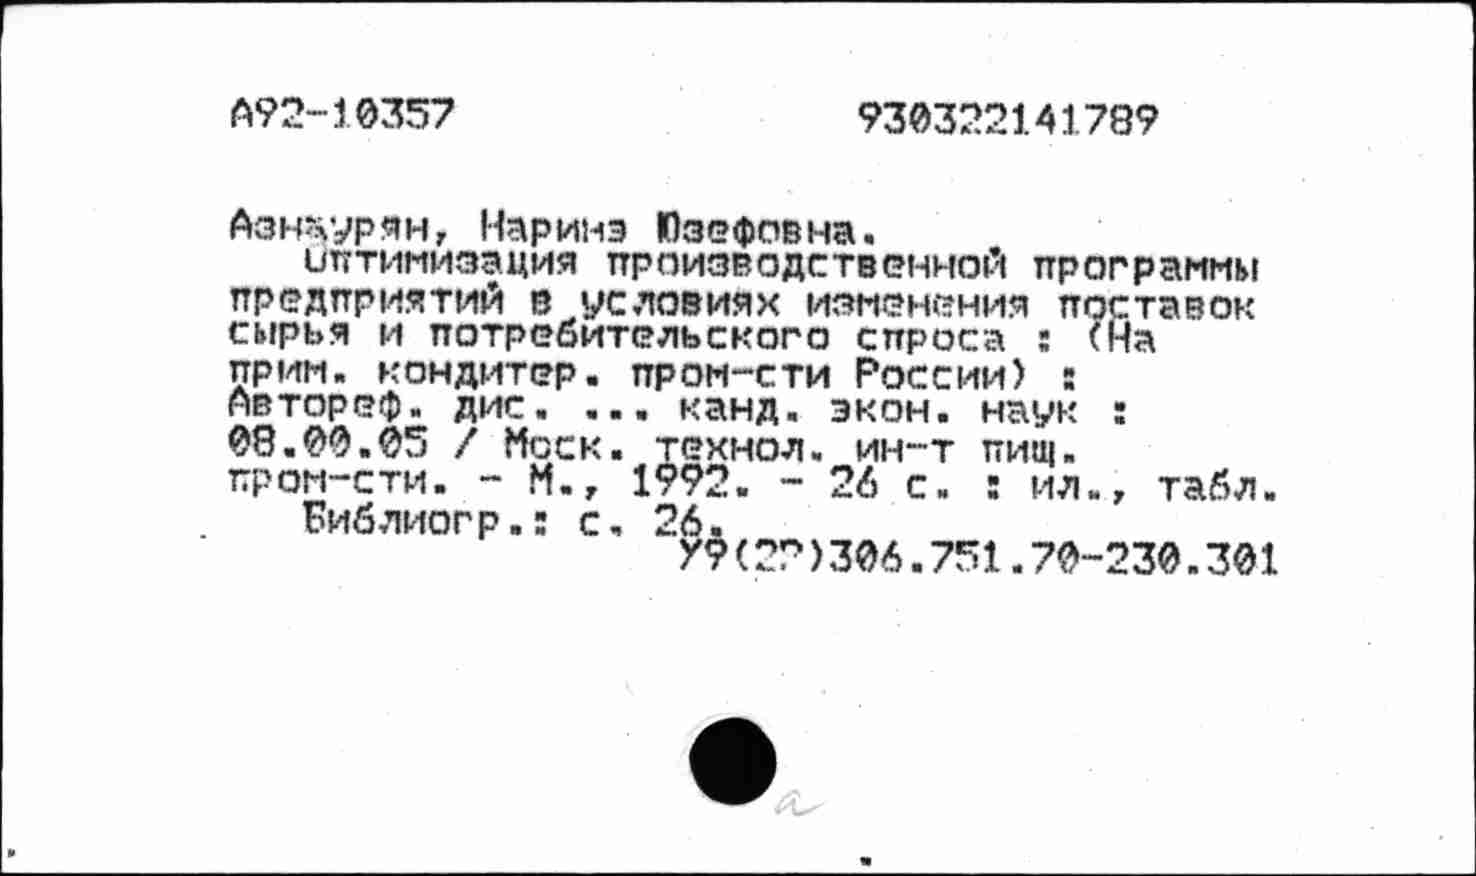 А92-10357 930322141789
Азнаурян, Наринэ Юзефовна.
Оптимизация производственной программы
предприятий в условиях изменения поставок
сырья и потребительского спроса : (На
прим. кондитер. пром-сти России) :
Автореф. дис. ... канд. экон. наук :
08.00.05 / Моск. технол. ин-т пищ.
пром-сти. - М., 1992. - 26 с. : ил., табл.
Библиогр.: с. 26.
У9(2Р)306.751.70-230.301
а